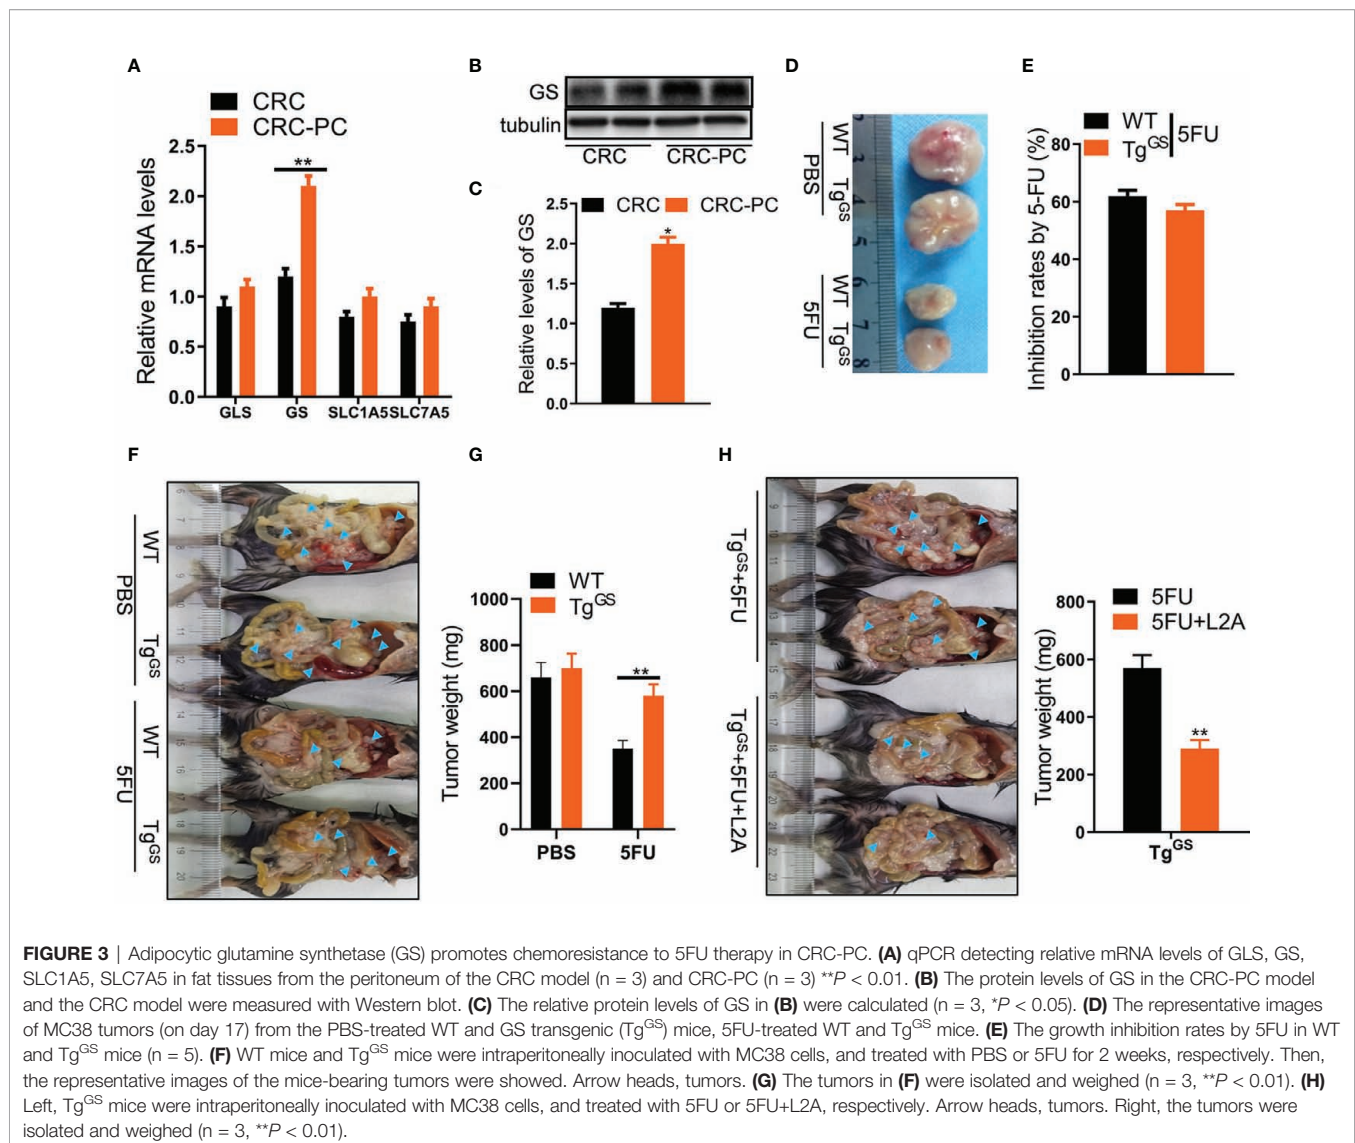 A
CRC
CRC-PC
Relative mRNA levels
2.5
2.0
1.5
1.0
0.5
0.0
**
GLS
GS
SLC1A5
SLC7A5
B
GS
tubulin
CRC
CRC-PC
C
CRC
CRC-PC
Relative levels of GS
2.5
2.0
1.5
1.0
0.5
0.0
*
D
WT
TgGS
PBS
WT
TgGS
5FU
3
4
5
6
7
8
E
WT
TgGS
5FU
Inhibition rates by 5-FU (%)
80
60
40
20
0
F
WT
TgGS
PBS
WT
TgGS
5FU
G
WT
TgGS
Tumor weight (mg)
1000
800
600
400
200
0
**
PBS
5FU
H
TgGS+5FU
TgGS+5FU+L2A
5FU
5FU+L2A
Tumor weight (mg)
800
600
400
200
0
**
TgGS
FIGURE 3 | Adipocytic glutamine synthetase (GS) promotes chemoresistance to 5FU therapy in CRC-PC. (A) qPCR detecting relative mRNA levels of GLS, GS,
SLC1A5, SLC7A5 in fat tissues from the peritoneum of the CRC model (n = 3) and CRC-PC (n = 3) **P < 0.01. (B) The protein levels of GS in the CRC-PC model
and the CRC model were measured with Western blot. (C) The relative protein levels of GS in (B) were calculated (n = 3, *P < 0.05). (D) The representative images
of MC38 tumors (on day 17) from the PBS-treated WT and GS transgenic (TgGS) mice, 5FU-treated WT and TgGS mice. (E) The growth inhibition rates by 5FU in WT
and TgGS mice (n = 5). (F) WT mice and TgGS mice were intraperitoneally inoculated with MC38 cells, and treated with PBS or 5FU for 2 weeks, respectively. Then,
the representative images of the mice-bearing tumors were showed. Arrow heads, tumors. (G) The tumors in (F) were isolated and weighed (n = 3, **P < 0.01). (H)
Left, TgGS mice were intraperitoneally inoculated with MC38 cells, and treated with 5FU or 5FU+L2A, respectively. Arrow heads, tumors. Right, the tumors were
isolated and weighed (n = 3, **P < 0.01).